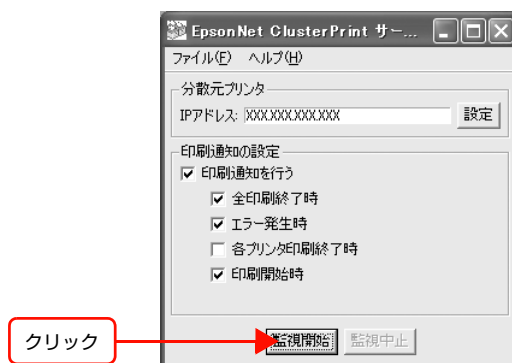 EpsonNet ClusterPrint サー...
ファイル(F) ヘルプ(H)
分散元プリンタ
IPアドレス: XXX.XXX.XXX.XXX 設定
印刷通知の設定
印刷通知を行う
全印刷終了時
エラー発生時
各プリンタ印刷終了時
印刷開始時
クリック 監視開始 監視中止